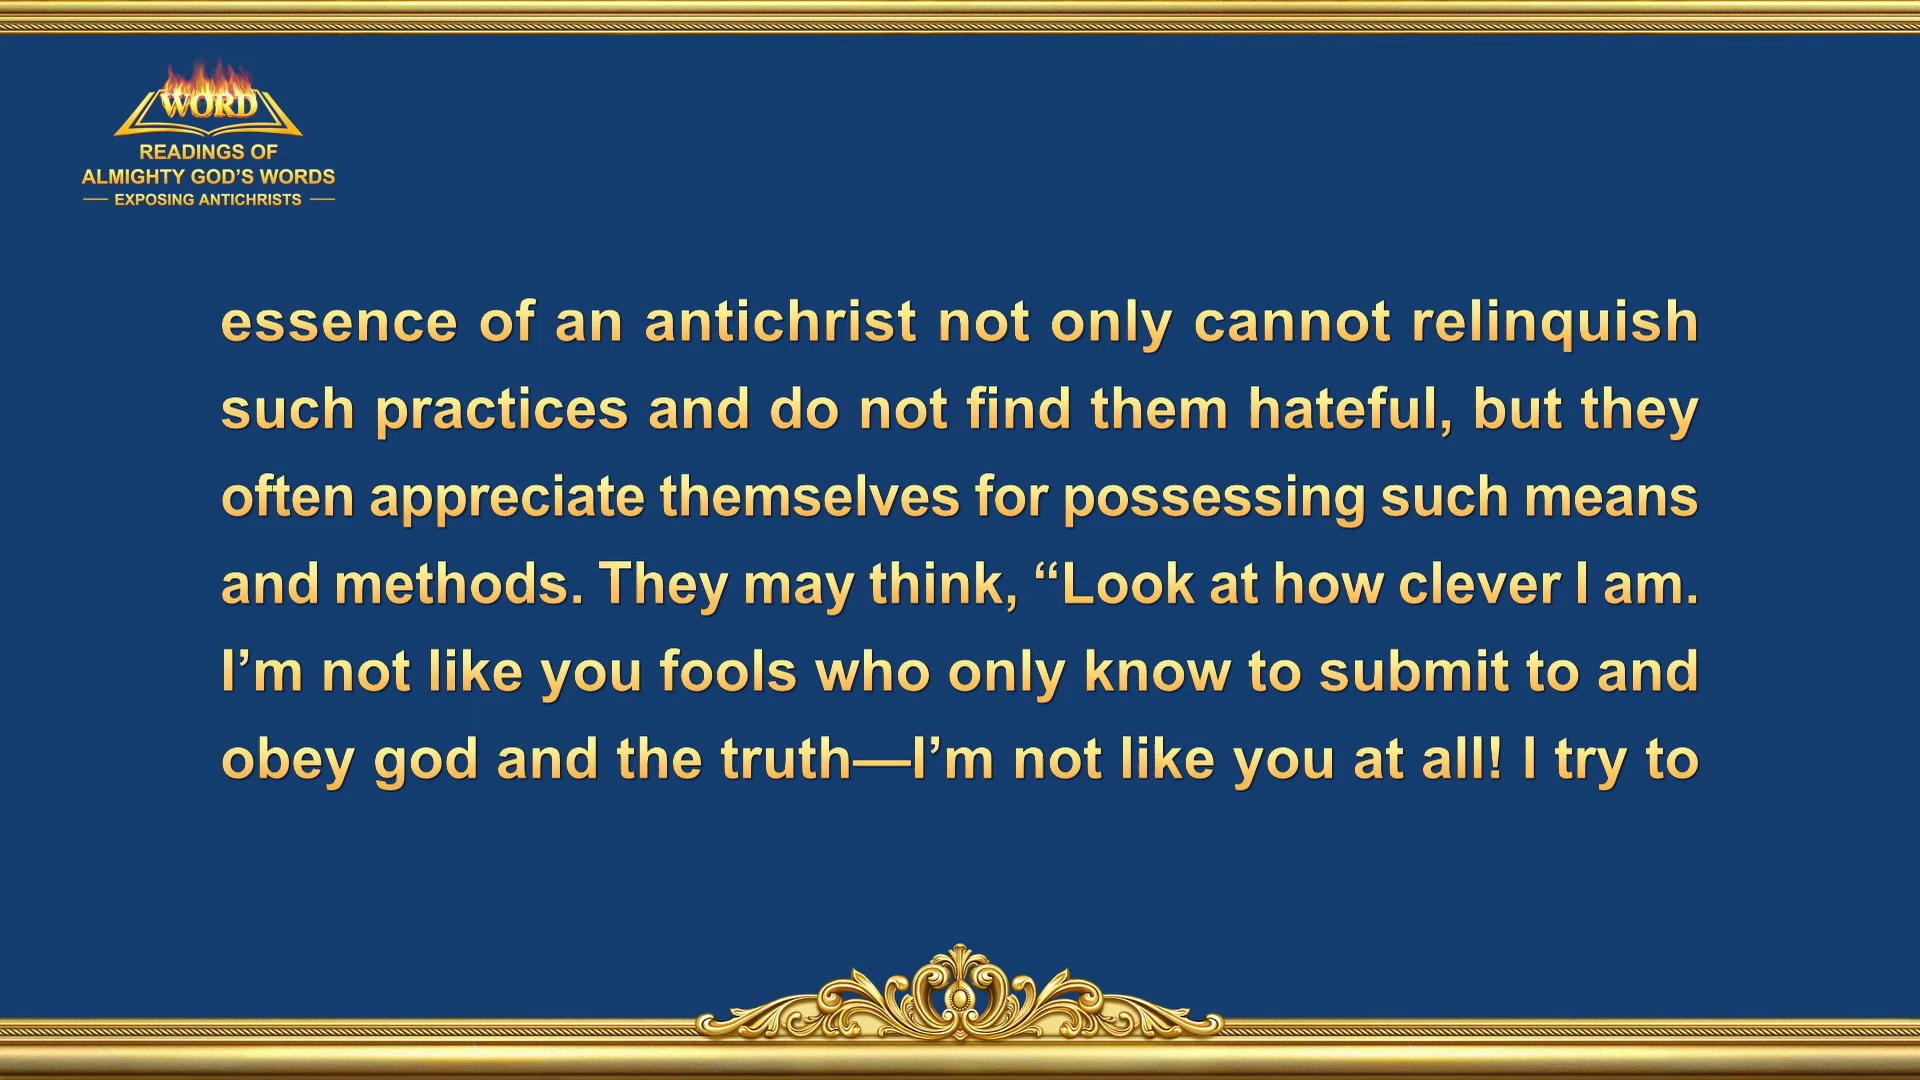 WORD
READINGS OF
ALMIGHTY GOD’S WORDS
EXPOSING ANTICHRISTS
essence of an antichrist not only cannot relinquish
such practices and do not find them hateful, but they
often appreciate themselves for possessing such means
and methods. They may think, “Look at how clever I am.
I’m not like you fools who only know to submit to and
obey god and the truth—I’m not like you at all! I try to